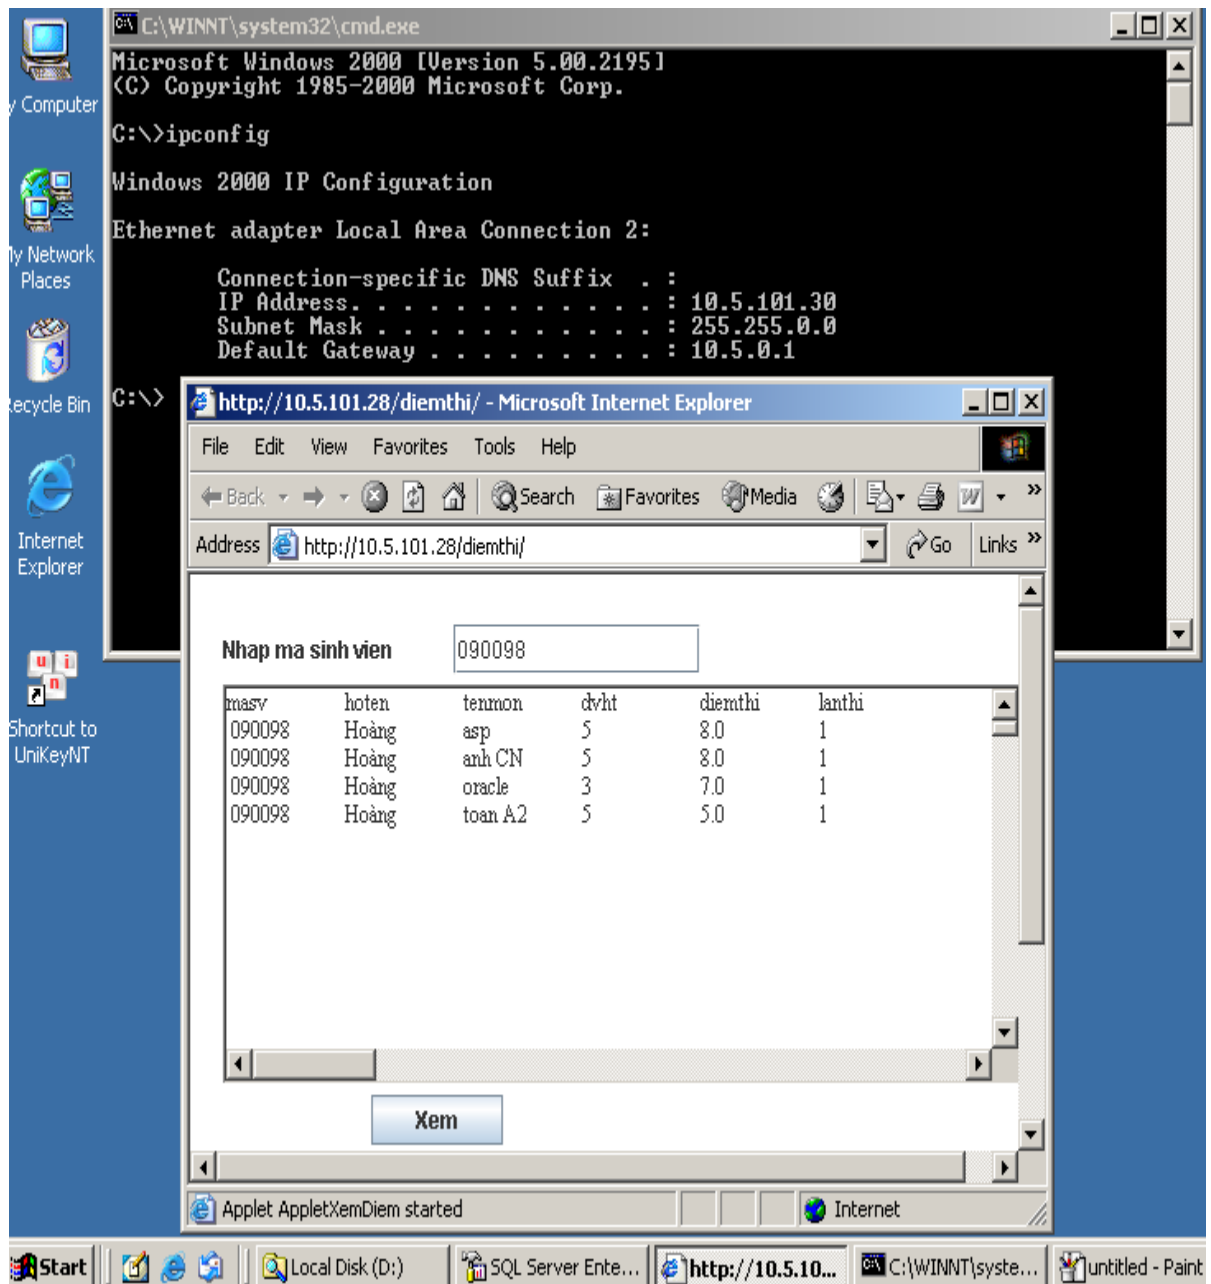 C:\WINNT\system32\cmd.exe
Microsoft Windows 2000 [Version 5.00.2195]
(C) Copyright 1985-2000 Microsoft Corp.
C:\>ipconfig
Windows 2000 IP Configuration
Ethernet adapter Local Area Connection 2:
Connection-specific DNS Suffix . :
IP Address. . . . . . . . . . . . : 10.5.101.30
Subnet Mask . . . . . . . . . . . : 255.255.0.0
Default Gateway . . . . . . . . . : 10.5.0.1
C:\>
y Computer
My Network
Places
Recycle Bin
Internet
Explorer
Shortcut to
UniKeyNT
http://10.5.101.28/diemthi/ - Microsoft Internet Explorer
File Edit View Favorites Tools Help
Back Search Favorites Media »
Address http://10.5.101.28/diemthi/ Go Links »
Nhap ma sinh vien 090098
masv hoten tenmon dvht diemthi lanthi
090098 Hoàng asp 5 8.0 1
090098 Hoàng anh CN 5 8.0 1
090098 Hoàng oracle 3 7.0 1
090098 Hoàng toan A2 5 5.0 1
Xem
Applet AppletXemDiem started Internet
Start Local Disk (D:) SQL Server Ente... http://10.5.10... C:\WINNT\syste... untitled - Paint